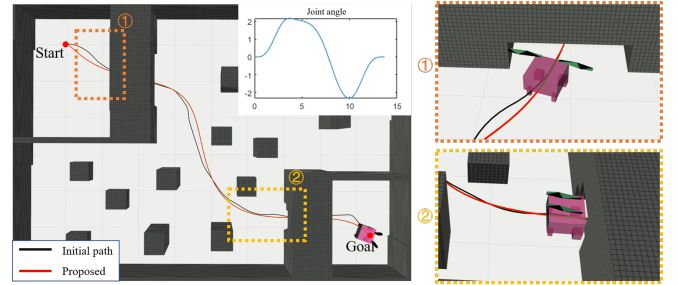 ①
Start
Joint angle
2
1
0
-1
-2
0
5
10
15
②
Goal
Initial path
Proposed
①
②